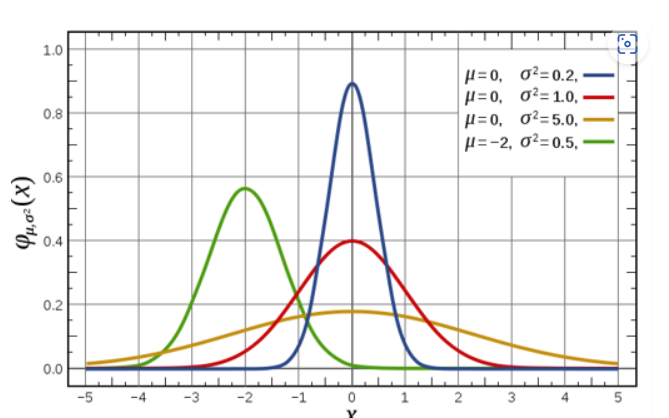 1.0
0.8
0.6
0.4
0.2
0.0
φμ,σ²(x)
μ=0, σ²=0.2,
μ=0, σ²=1.0,
μ=0, σ²=5.0,
μ=−2, σ²=0.5,
−5 −4 −3 −2 −1 0 1 2 3 4 5
x